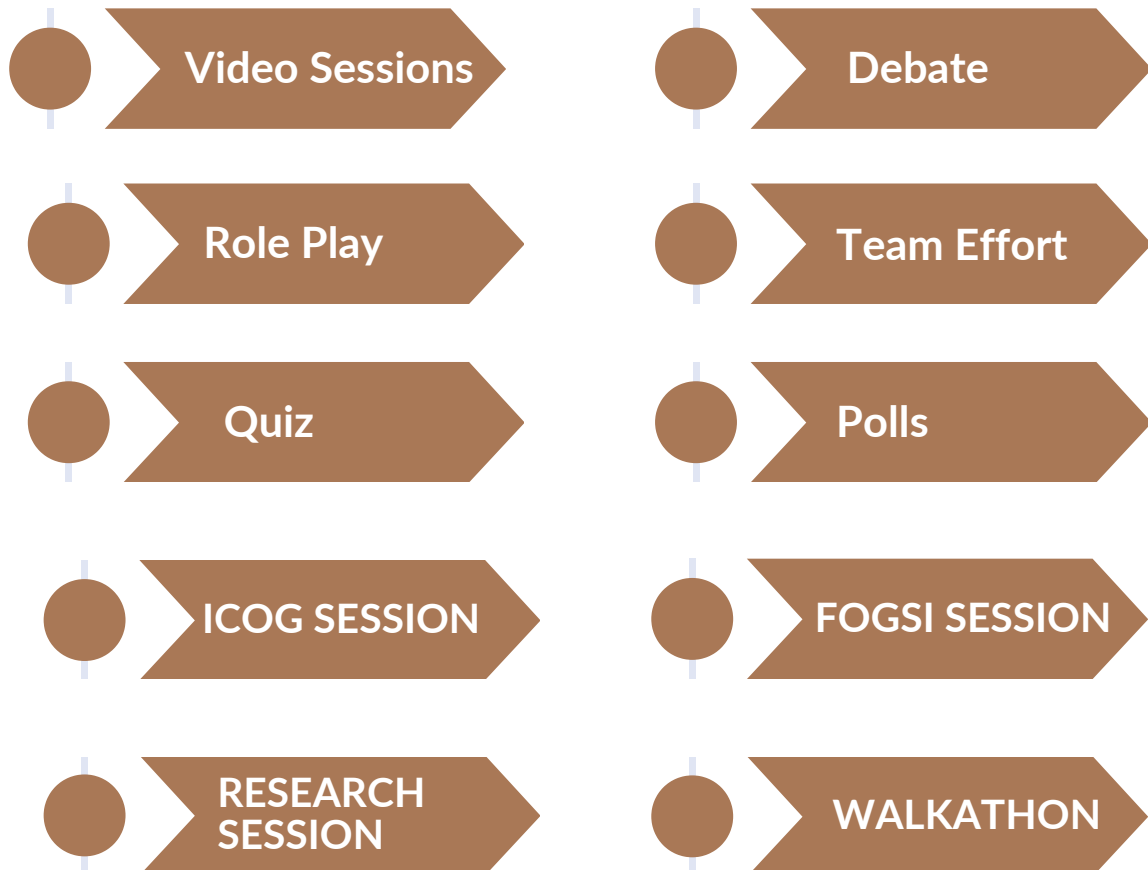 Video Sessions
Debate
Role Play
Team Effort
Quiz
Polls
ICOG SESSION
FOGSI SESSION
RESEARCH
SESSION
WALKATHON